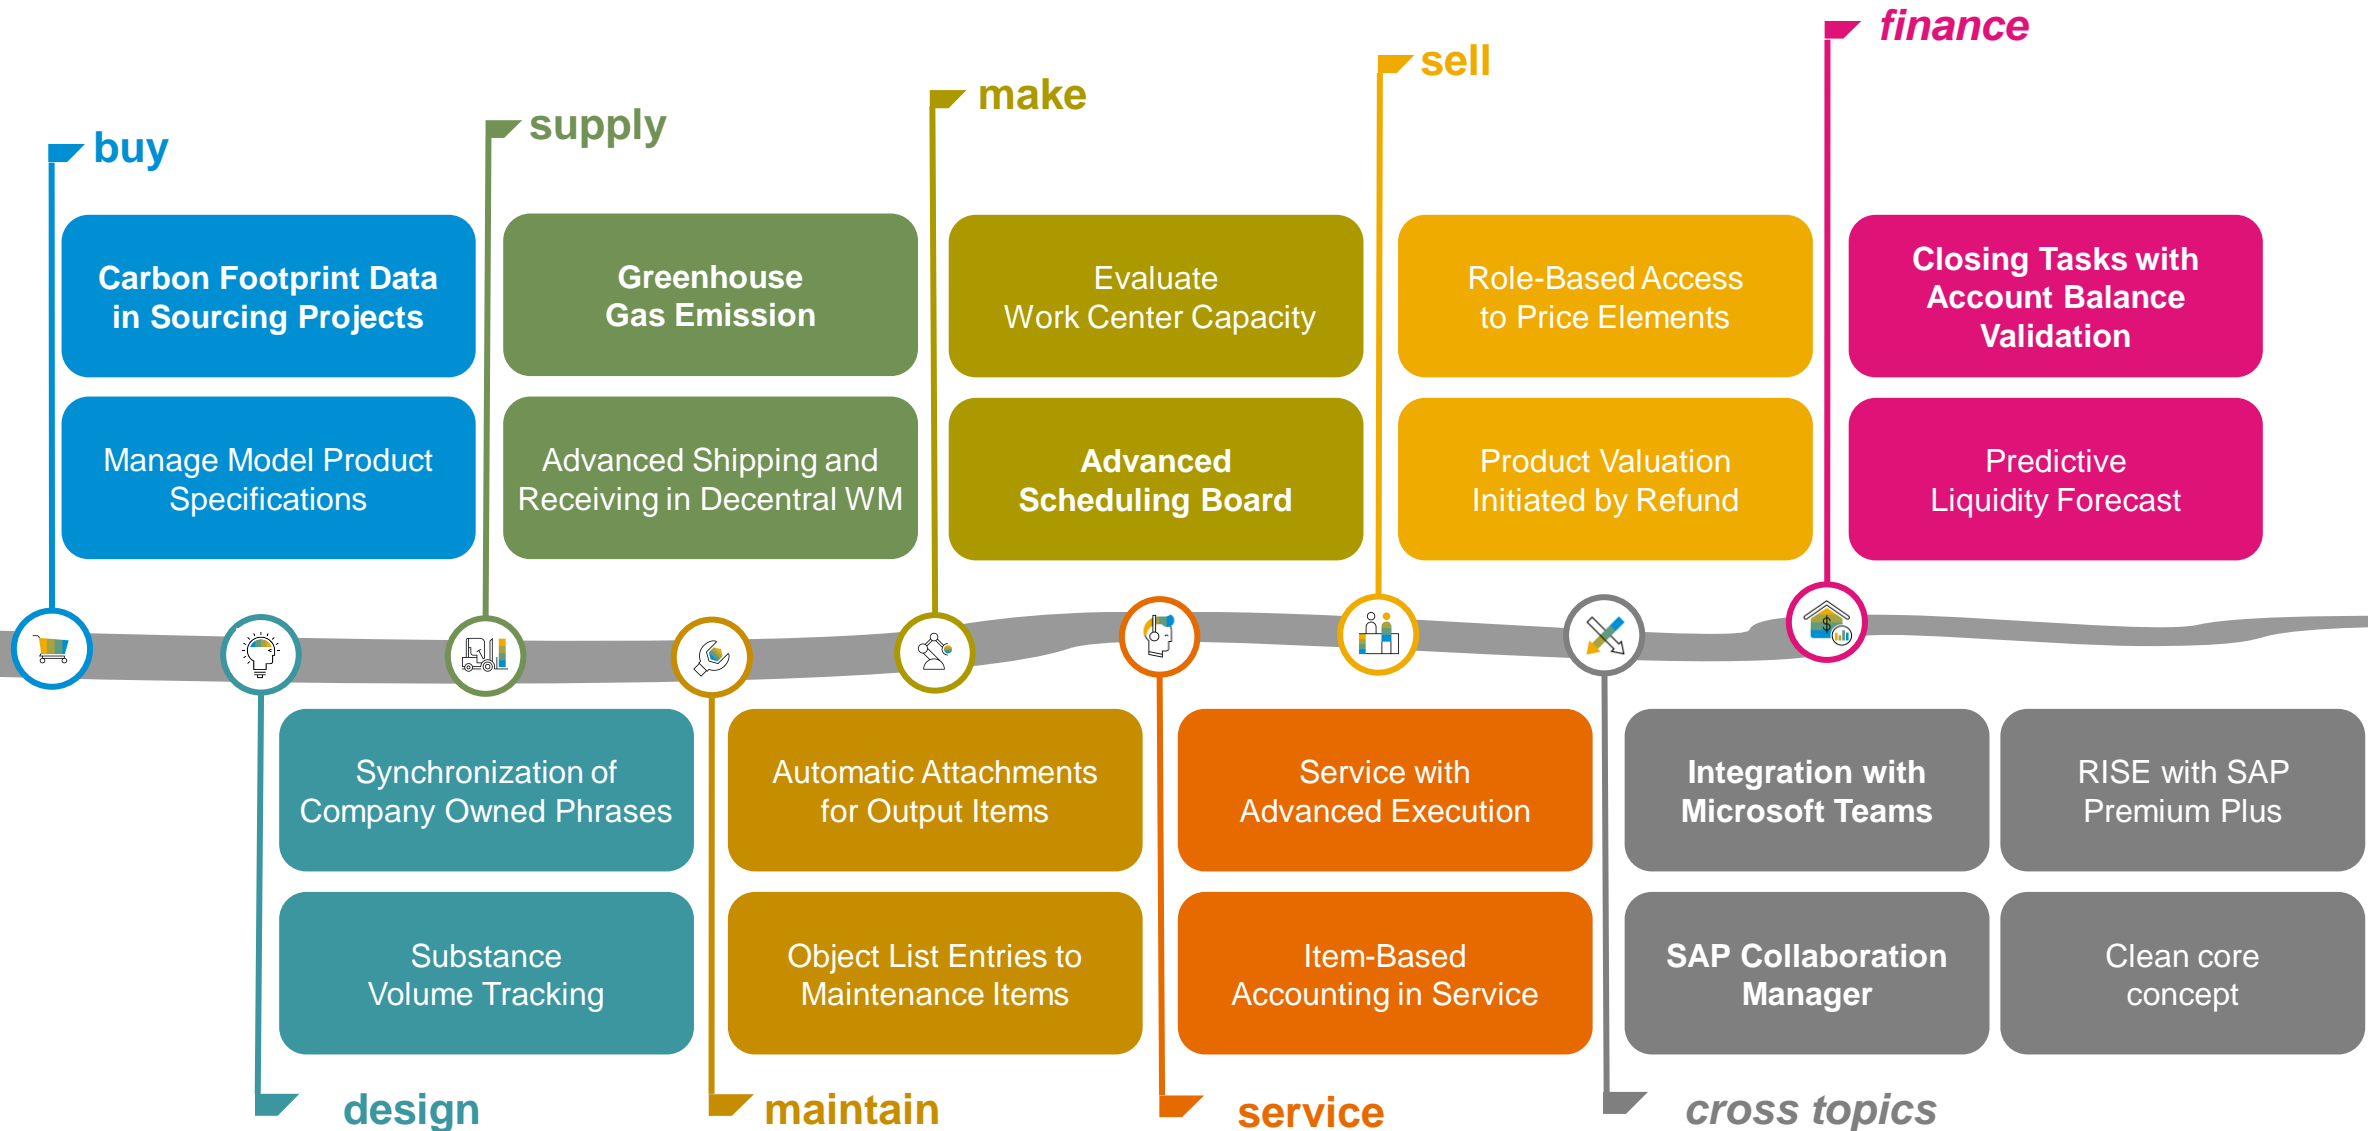 finance
sell
make
supply
buy
Carbon Footprint Data
in Sourcing Projects
Greenhouse
Gas Emission
Evaluate
Work Center Capacity
Role-Based Access
to Price Elements
Closing Tasks with
Account Balance
Validation
Manage Model Product
Specifications
Advanced Shipping and
Receiving in Decentral WM
Advanced
Scheduling Board
Product Valuation
Initiated by Refund
Predictive
Liquidity Forecast
$
Synchronization of
Company Owned Phrases
Automatic Attachments
for Output Items
Service with
Advanced Execution
Integration with
Microsoft Teams
RISE with SAP
Premium Plus
Substance
Volume Tracking
Object List Entries to
Maintenance Items
Item-Based
Accounting in Service
SAP Collaboration
Manager
Clean core
concept
design
maintain
service
cross topics